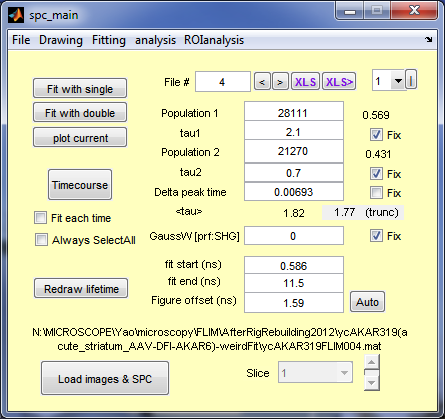 spc_main
File Drawing Fitting analysis ROIanalysis
File # 4 < > XLS XLS> 1 I
Fit with single
Fit with double
plot current
Population 1 28111 0.569
tau1 2.1 Fix
Population 2 21270 0.431
tau2 0.7 Fix
Timecourse
Delta peak time 0.00693 Fix
<tau> 1.82 1.77 (trunc)
Fit each time
Always SelectAll
GaussW [prf:SHG] 0 Fix
fit start (ns) 0.586
fit end (ns) 11.5
Redraw lifetime
Figure offset (ns) 1.59 Auto
N:\MICROSCOPE\Yao\microscopy\FLIM\AfterRigRebuilding2012\ycAKAR319(a
cute_striatum_AAV-DFI-AKAR6)-weirdFit\ycAKAR319FLIM004.mat
Load images & SPC
Slice 1